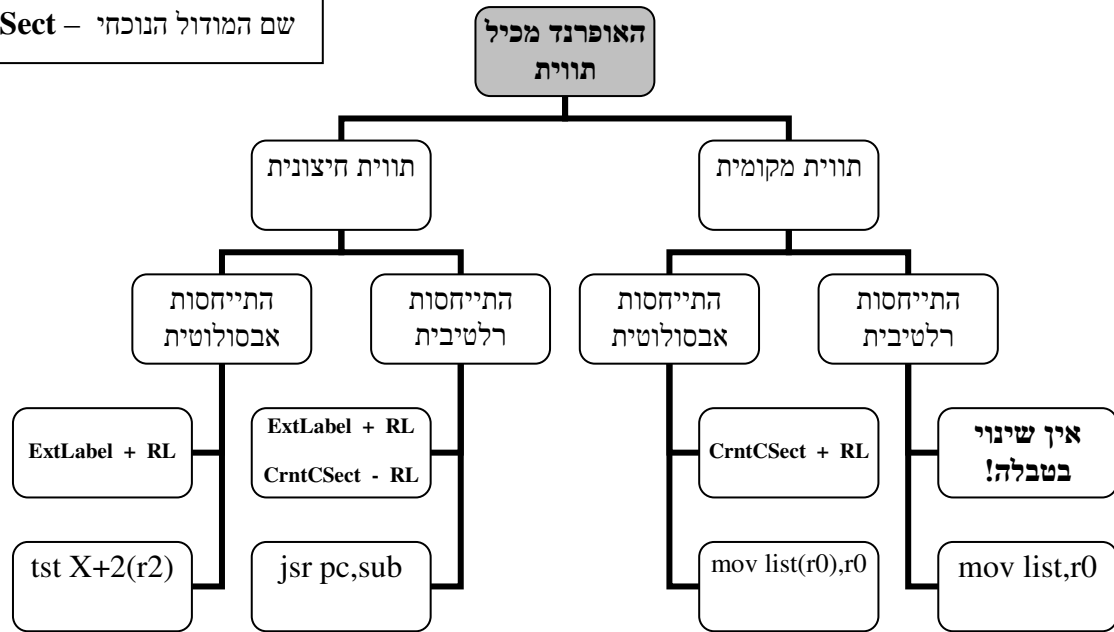 Sect – שם המודול הנוכחי
האופרנד מכיל
תווית
תווית חיצונית
תווית מקומית
התייחסות
אבסולוטית
התייחסות
רלטיבית
התייחסות
אבסולוטית
התייחסות
רלטיבית
ExtLabel + RL
ExtLabel + RL
CrntCSect - RL
CrntCSect + RL
אין שינוי
בטבלה!
tst X+2(r2)
jsr pc,sub
mov list(r0),r0
mov list,r0